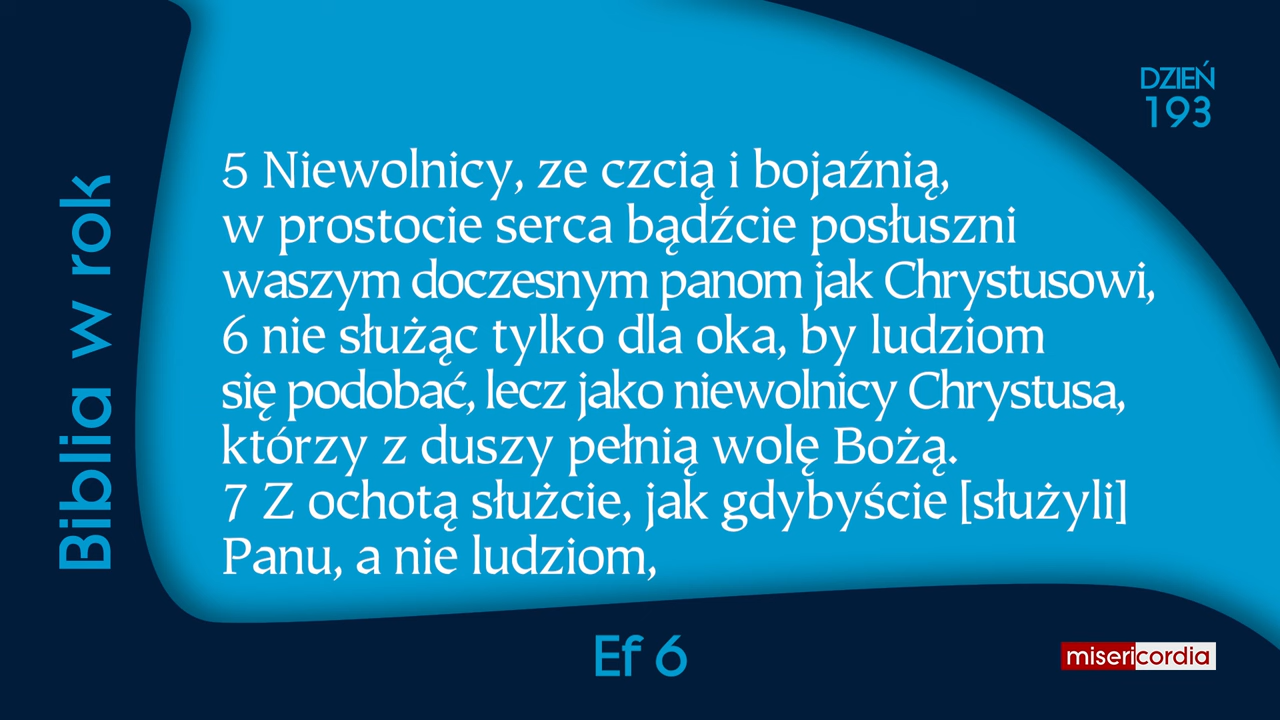 DZIEŃ
193
Biblia w rok
5 Niewolnicy, ze czcią i bojaźnią,
w prostocie serca bądźcie posłuszni
waszym doczesnym panom jak Chrystusowi,
6 nie służąc tylko dla oka, by ludziom
się podobać, lecz jako niewolnicy Chrystusa,
którzy z duszy pełnią wolę Bożą.
7 Z ochotą służcie, jak gdybyście [służyli]
Panu, a nie ludziom,
Ef 6
misericordia